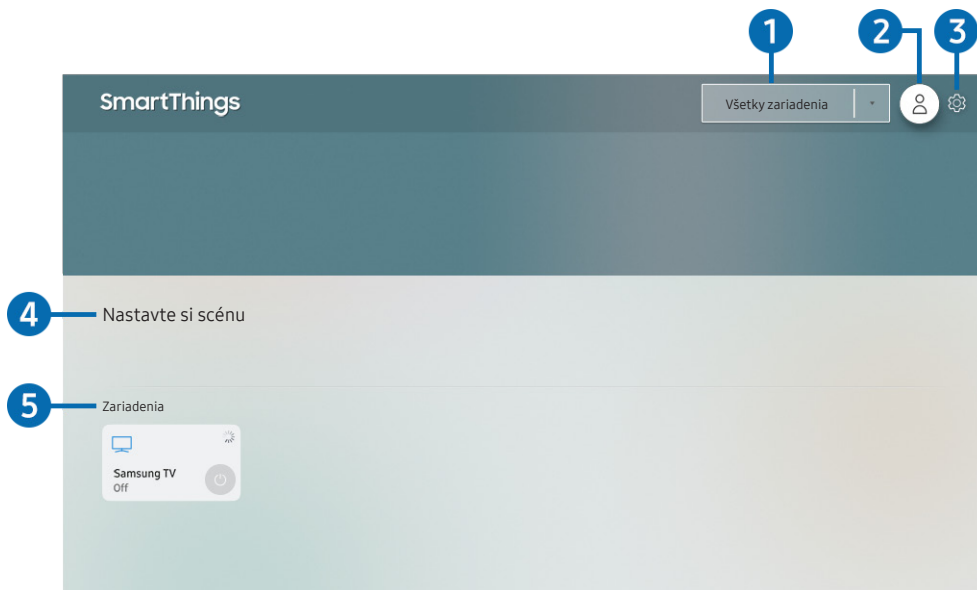 1
2
3
SmartThings
Všetky zariadenia
4
Nastavte si scénu
5
Zariadenia
Samsung TV
Off